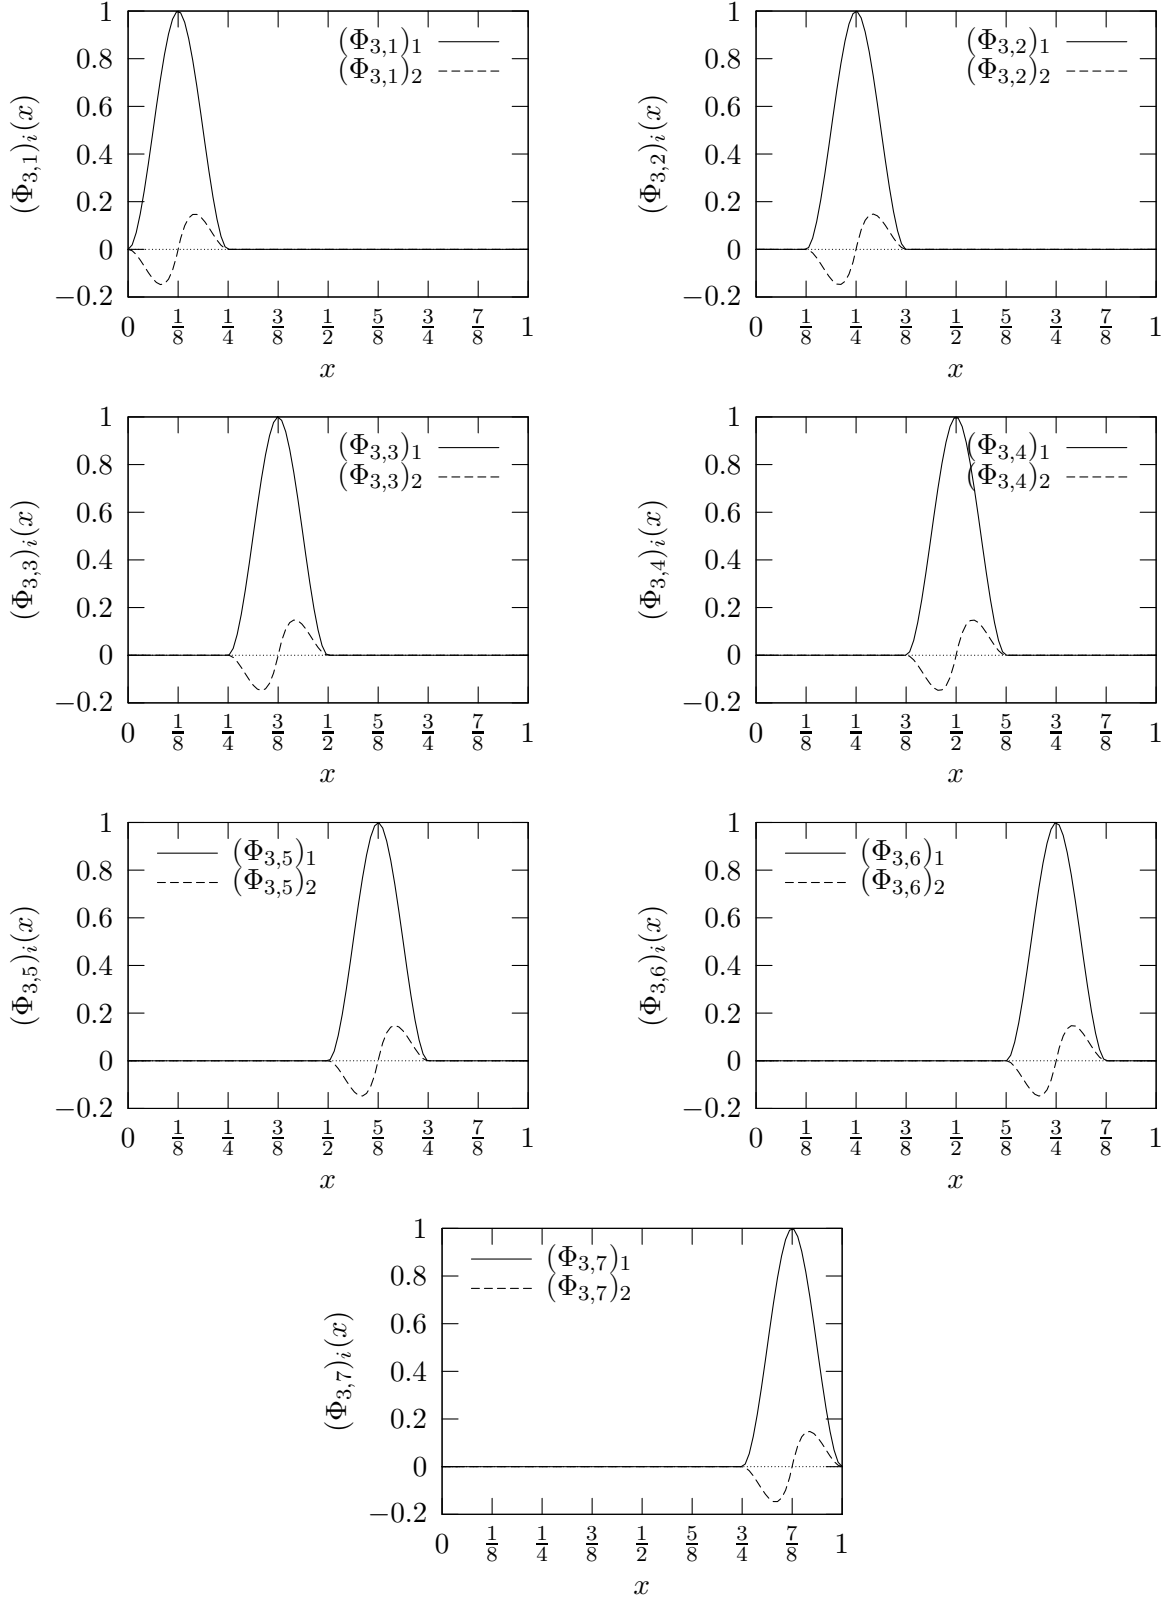 1 (Φ3,1)1 1 (Φ3,2)1
0.8 (Φ3,1)2 0.8 (Φ3,2)2
0.6 0.6
(Φ3,1)i(x) (Φ3,2)i(x)
0.4 0.4
0.2 0.2
0 0
−0.2 −0.2
0 1/8 1/4 3/8 1/2 5/8 3/4 7/8 1 0 1/8 1/4 3/8 1/2 5/8 3/4 7/8 1
x x
1 (Φ3,3)1 1 (Φ3,4)1
0.8 (Φ3,3)2 0.8 (Φ3,4)2
0.6 0.6
(Φ3,3)i(x) (Φ3,4)i(x)
0.4 0.4
0.2 0.2
0 0
−0.2 −0.2
0 1/8 1/4 3/8 1/2 5/8 3/4 7/8 1 0 1/8 1/4 3/8 1/2 5/8 3/4 7/8 1
x x
1 (Φ3,5)1 1 (Φ3,6)1
0.8 (Φ3,5)2 0.8 (Φ3,6)2
0.6 0.6
(Φ3,5)i(x) (Φ3,6)i(x)
0.4 0.4
0.2 0.2
0 0
−0.2 −0.2
0 1/8 1/4 3/8 1/2 5/8 3/4 7/8 1 0 1/8 1/4 3/8 1/2 5/8 3/4 7/8 1
x x
1 (Φ3,7)1
0.8 (Φ3,7)2
0.6
(Φ3,7)i(x)
0.4
0.2
0
−0.2
0 1/8 1/4 3/8 1/2 5/8 3/4 7/8 1
x